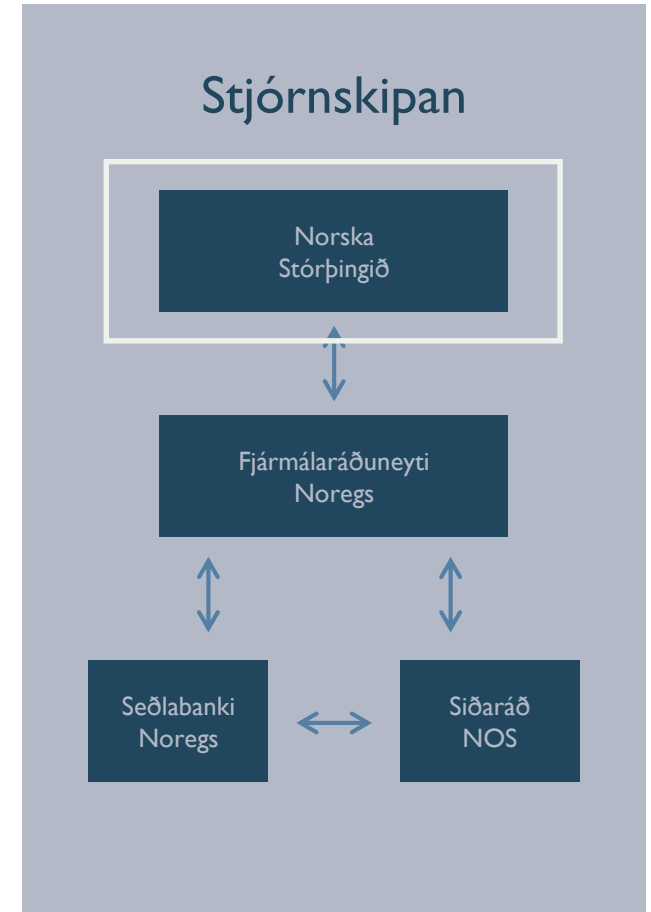 Stjórnskipan
Norska
Stórþingið
Fjármálaráðuneyti
Noregs
Seðlabanki
Noregs
Siðaráð
NOS